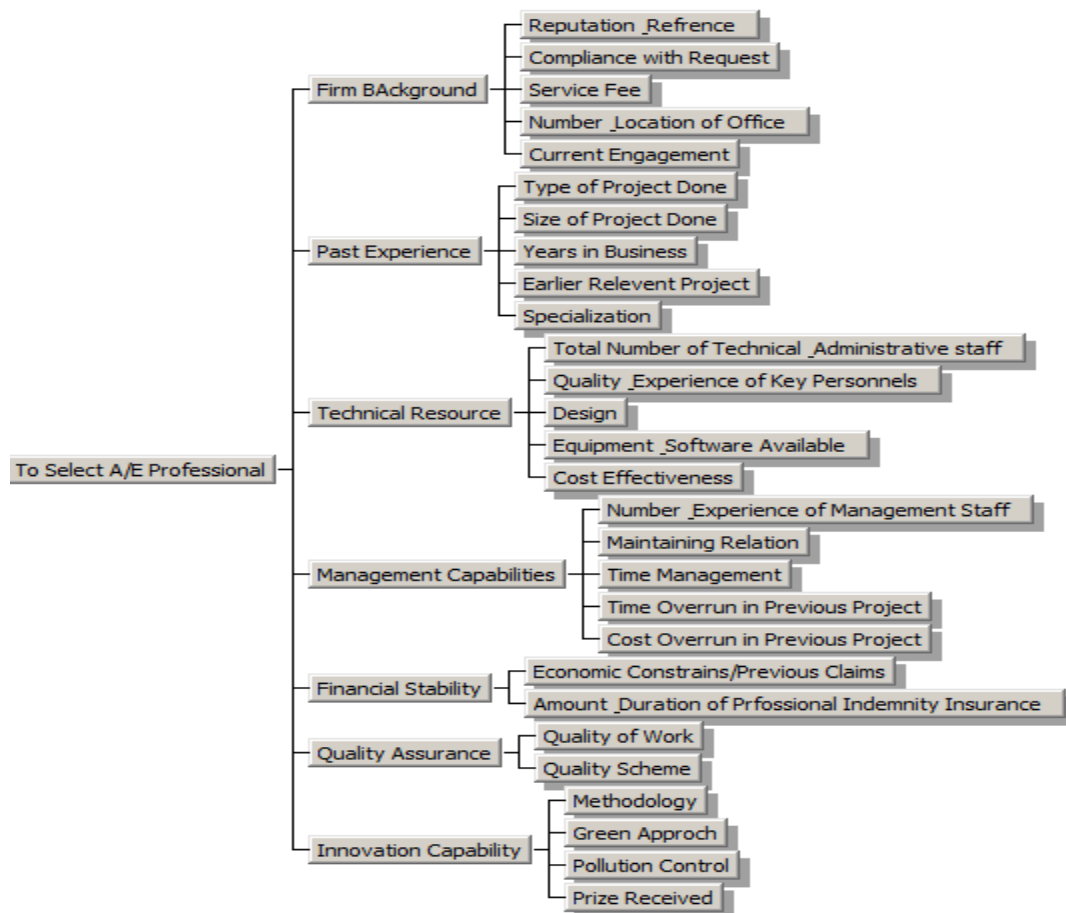 To Select A/E Professional
Firm BAckground
Reputation _Refrence
Compliance with Request
Service Fee
Number _Location of Office
Current Engagement
Past Experience
Type of Project Done
Size of Project Done
Years in Business
Earlier Relevent Project
Specialization
Technical Resource
Total Number of Technical _Administrative staff
Quality _Experience of Key Personnels
Design
Equipment _Software Available
Cost Effectiveness
Management Capabilities
Number _Experience of Management Staff
Maintaining Relation
Time Management
Time Overrun in Previous Project
Cost Overrun in Previous Project
Financial Stability
Economic Constrains/Previous Claims
Amount _Duration of Prfossional Indemnity Insurance
Quality Assurance
Quality of Work
Quality Scheme
Innovation Capability
Methodology
Green Approch
Pollution Control
Prize Received